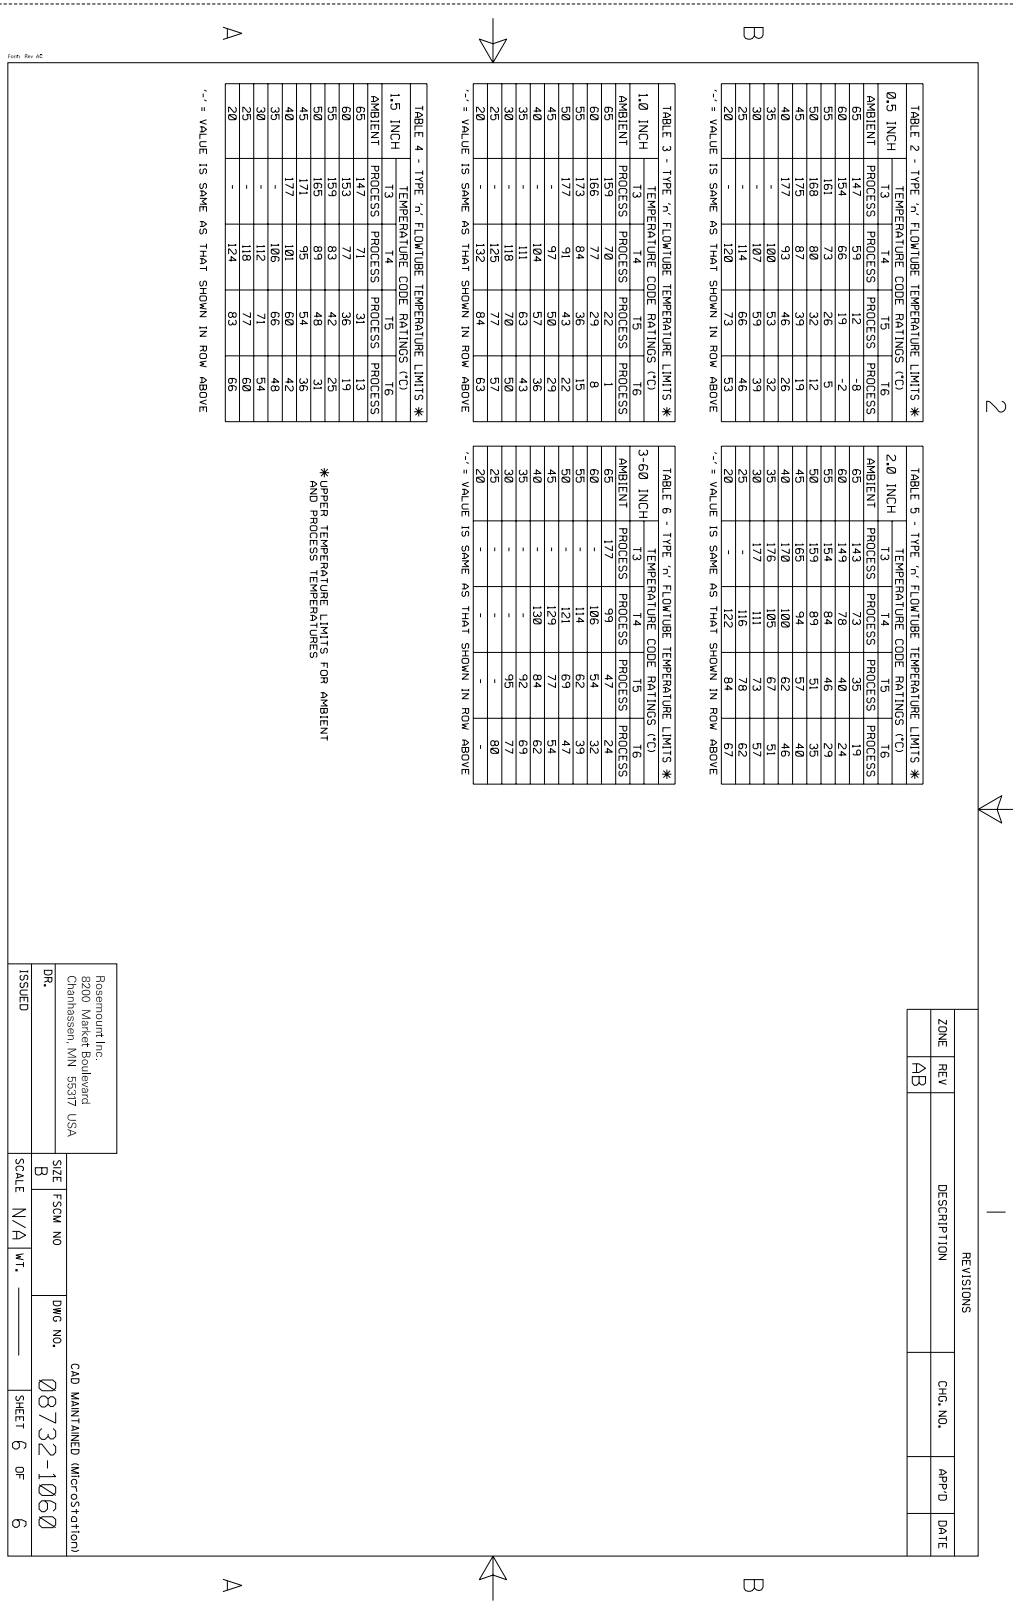 2
1
B
B
A
A
REVISIONS
ZONE REV DESCRIPTION CHG. NO. APP'D DATE
AB
TABLE 2 - TYPE 'n' FLOWTUBE TEMPERATURE LIMITS *
0.5 INCH TEMPERATURE CODE RATINGS (°C)
T3 T4 T5 T6
AMBIENT PROCESS PROCESS PROCESS PROCESS
65 147 59 12 -8
60 154 66 19 -2
55 161 73 26 5
50 168 80 32 12
45 175 87 39 19
40 177 93 46 26
35 - 100 53 32
30 - 107 59 39
25 - 114 66 46
20 - 120 73 53
'-' = VALUE IS SAME AS THAT SHOWN IN ROW ABOVE
TABLE 5 - TYPE 'n' FLOWTUBE TEMPERATURE LIMITS *
2.0 INCH TEMPERATURE CODE RATINGS (°C)
T3 T4 T5 T6
AMBIENT PROCESS PROCESS PROCESS PROCESS
65 143 73 35 19
60 149 78 40 24
55 154 84 46 29
50 159 89 51 35
45 165 94 57 40
40 170 100 62 46
35 176 105 67 51
30 177 111 73 57
25 - 116 78 62
20 - 122 84 67
'-' = VALUE IS SAME AS THAT SHOWN IN ROW ABOVE
TABLE 3 - TYPE 'n' FLOWTUBE TEMPERATURE LIMITS *
1.0 INCH TEMPERATURE CODE RATINGS (°C)
T3 T4 T5 T6
AMBIENT PROCESS PROCESS PROCESS PROCESS
65 159 70 22 1
60 166 77 29 8
55 173 84 36 15
50 177 91 43 22
45 - 97 50 29
40 - 104 57 36
35 - 111 63 43
30 - 118 70 50
25 - 125 77 57
20 - 132 84 63
'-' = VALUE IS SAME AS THAT SHOWN IN ROW ABOVE
TABLE 6 - TYPE 'n' FLOWTUBE TEMPERATURE LIMITS *
3-60 INCH TEMPERATURE CODE RATINGS (°C)
T3 T4 T5 T6
AMBIENT PROCESS PROCESS PROCESS PROCESS
65 177 99 47 24
60 - 106 54 32
55 - 114 62 39
50 - 121 69 47
45 - 129 77 54
40 - 130 84 62
35 - - 92 69
30 - - 95 77
25 - - - 80
20 - - - -
'-' = VALUE IS SAME AS THAT SHOWN IN ROW ABOVE
TABLE 4 - TYPE 'n' FLOWTUBE TEMPERATURE LIMITS *
1.5 INCH TEMPERATURE CODE RATINGS (°C)
T3 T4 T5 T6
AMBIENT PROCESS PROCESS PROCESS PROCESS
65 147 71 31 13
60 153 77 36 19
55 159 83 42 25
50 165 89 48 31
45 171 95 54 36
40 177 101 60 42
35 - 106 66 48
30 - 112 71 54
25 - 118 77 60
20 - 124 83 66
'-' = VALUE IS SAME AS THAT SHOWN IN ROW ABOVE
* UPPER TEMPERATURE LIMITS FOR AMBIENT
AND PROCESS TEMPERATURES
Rosemount Inc.
8200 Market Boulevard
Chanhassen, MN 55317 USA
CAD MAINTAINED (MicroStation)
DR.
SIZE B FSCM NO DWG NO. 08732-1060
ISSUED
SCALE N/A WT. SHEET 6 OF 6
Form Rev AC